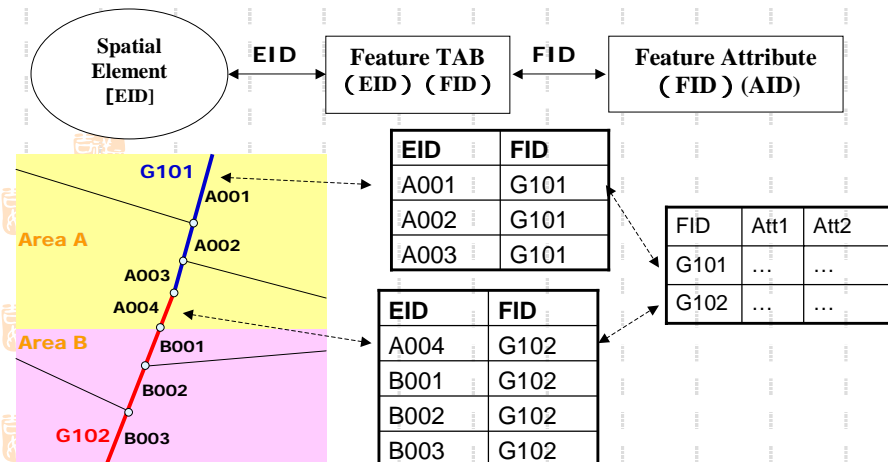 Spatial
Element
[EID]
EID
Feature TAB
(EID) (FID)
FID
Feature Attribute
(FID) (AID)
G101
A001
Area A
A002
A003
A004
Area B
B001
B002
G102
B003
EID FID
A001 G101
A002 G101
A003 G101
EID FID
A004 G102
B001 G102
B002 G102
B003 G102
FID Att1 Att2
G101 … …
G102 … …